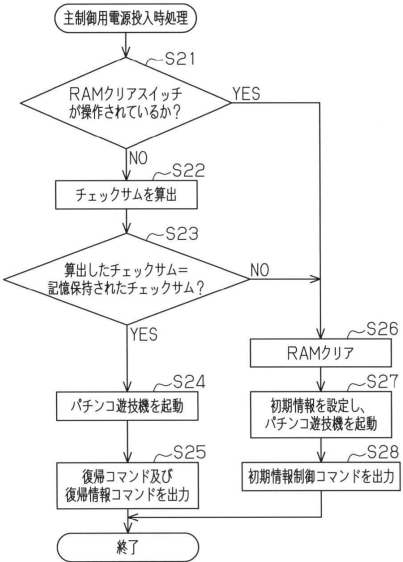 主制御用電源投入時処理
S21
RAMクリアスイッチ
が操作されているか？
YES
NO
S22
チェックサムを算出
S23
算出したチェックサム＝
記憶保持されたチェックサム？
NO
YES
S26
RAMクリア
S24
S27
パチンコ遊技機を起動
初期情報を設定し、
パチンコ遊技機を起動
S25
S28
復帰コマンド及び
復帰情報コマンドを出力
初期情報制御コマンドを出力
終了